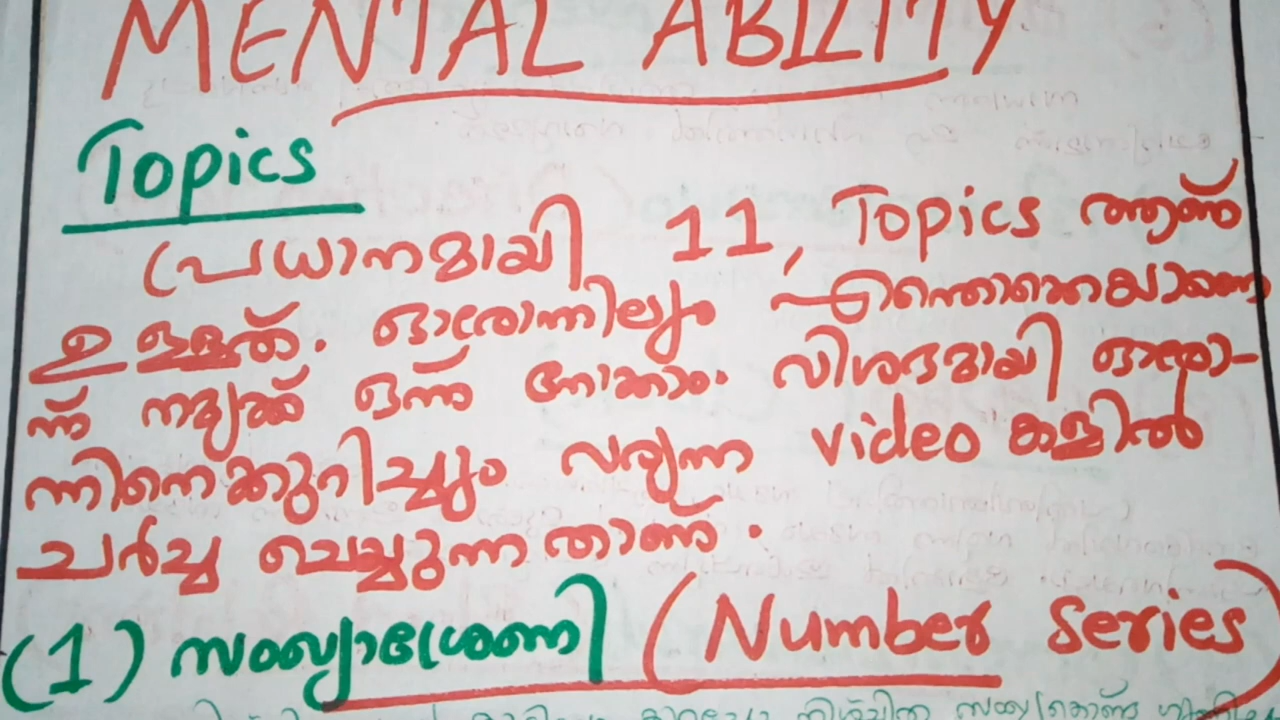 MENTAL ABILITY
Topics
പ്രധാനമായി 11, Topics ആണ്
ഉള്ളത്. ഓരോന്നിലും എന്തൊക്കെയാണെ
ന്ന് നമുക്ക് ഒന്ന് നോക്കാം. വിശദമായി ഓരോ-
ന്നിനെക്കുറിച്ചും വരുന്ന video കളിൽ
ചർച്ച ചെയ്യുന്നതാണ്.
(1) സംഖ്യാശ്രേണി (Number Series)